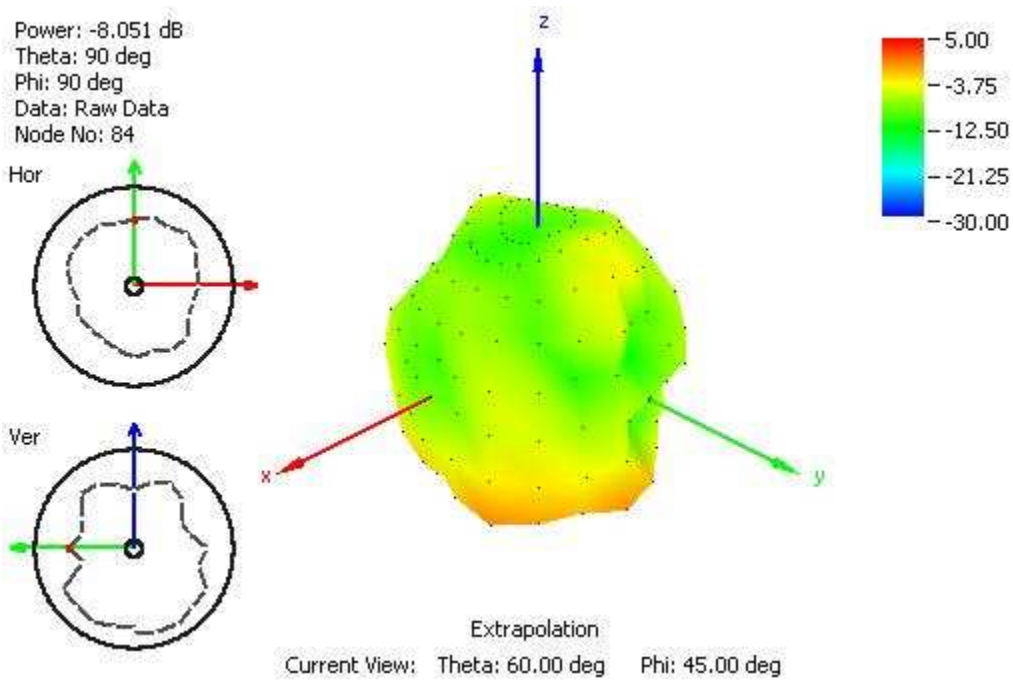 Power: -8.051 dB
Theta: 90 deg
Phi: 90 deg
Data: Raw Data
Node No: 84
Hor
Ver
z
x
y
5.00
-3.75
-12.50
-21.25
-30.00
Extrapolation
Current View: Theta: 60.00 deg Phi: 45.00 deg